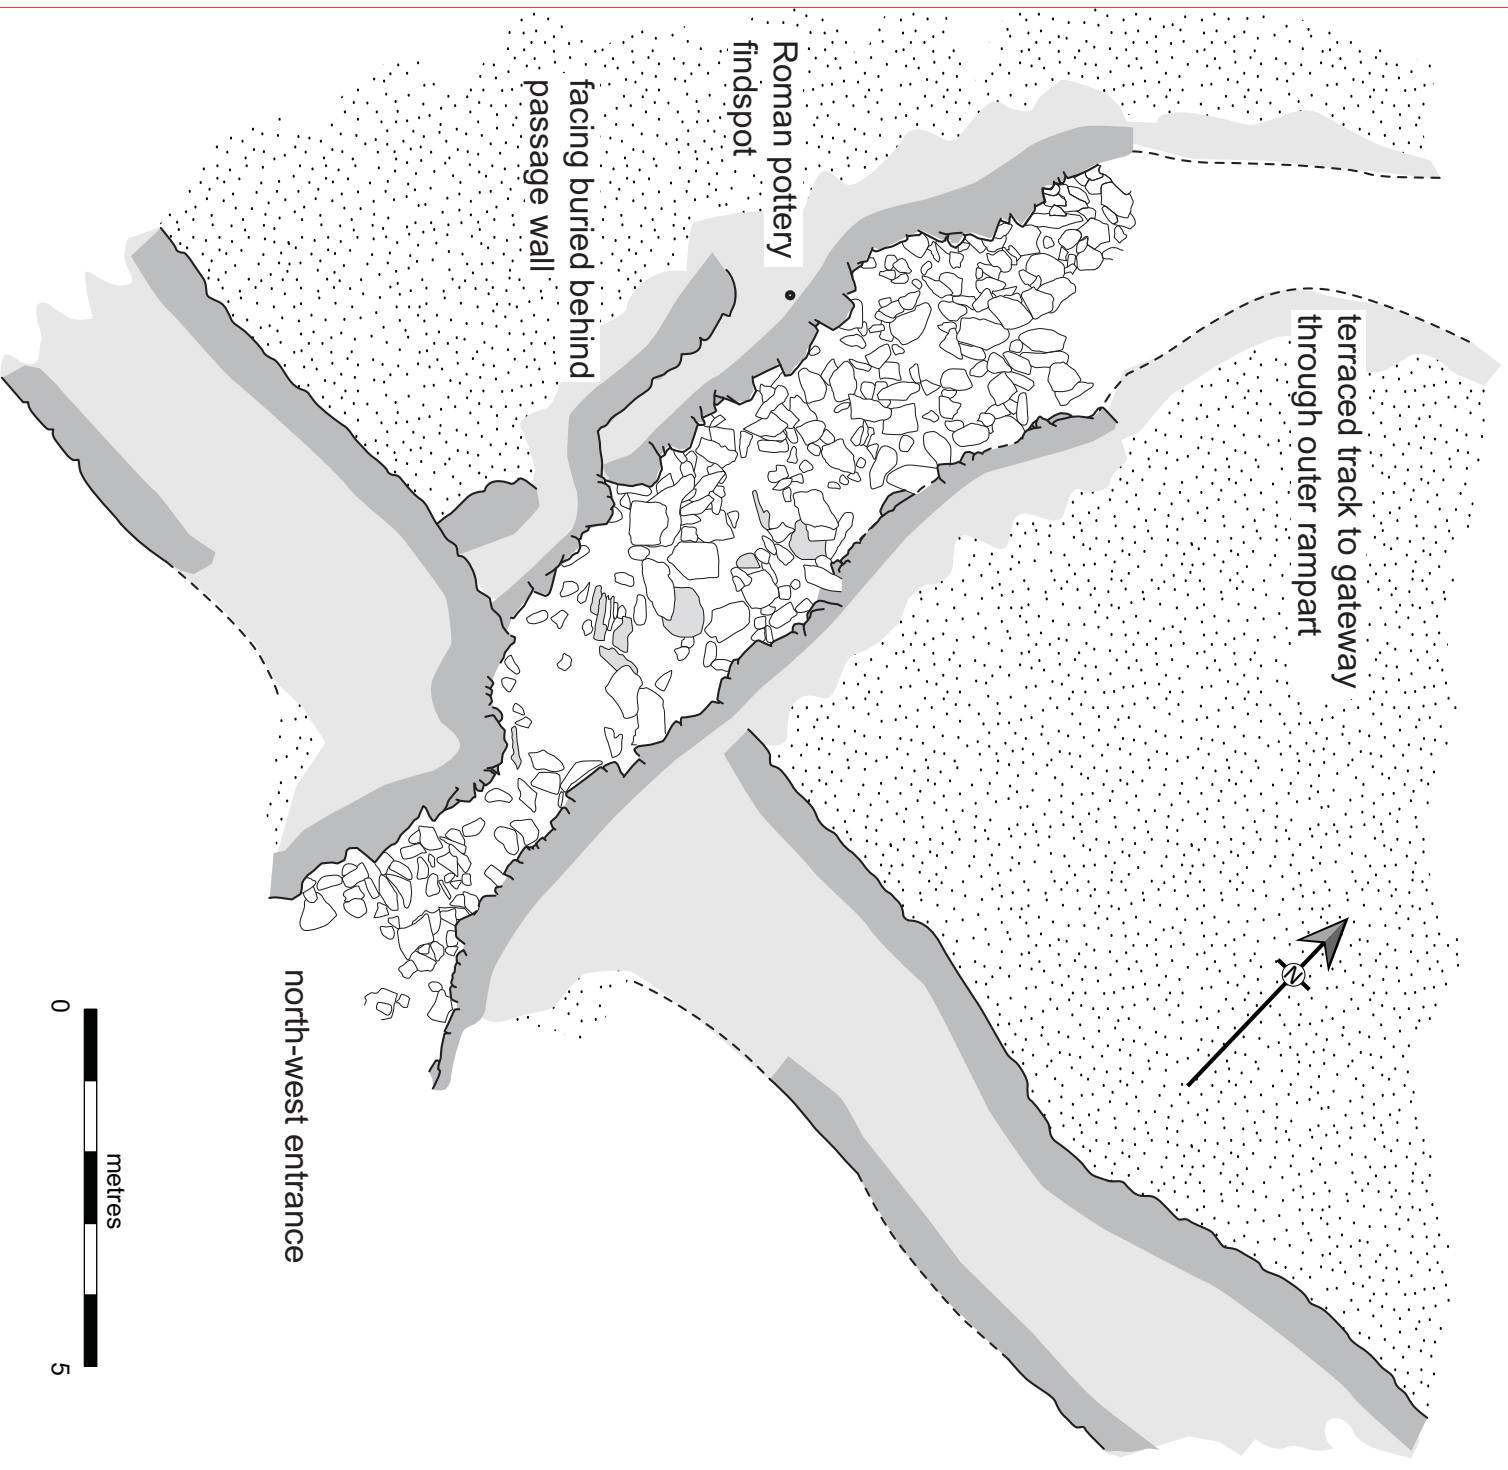 terraced track to gateway
through outer rampart
Roman pottery
findspot
facing buried behind
passage wall
N
north-west entrance
metres
0
5